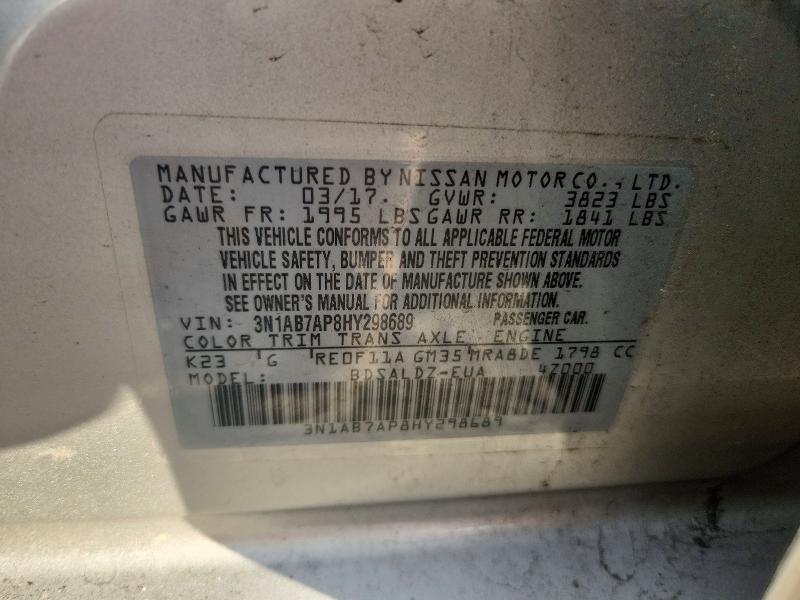 MANUFACTURED BY NISSAN MOTOR CO., LTD.
DATE: 03/17. GVWR: 3823 LBS
GAWR FR: 1995 LBS GAWR RR: 1841 LBS
THIS VEHICLE CONFORMS TO ALL APPLICABLE FEDERAL MOTOR
VEHICLE SAFETY, BUMPER AND THEFT PREVENTION STANDARDS
IN EFFECT ON THE DATE OF MANUFACTURE SHOWN ABOVE.
SEE OWNER'S MANUAL FOR ADDITIONAL INFORMATION.
VIN: 3N1AB7AP8HY298689 PASSENGER CAR.
COLOR TRIM TRANS AXLE ENGINE
K23 G RE0F11A GM35 MRA8DE 1798 CC
MODEL: BDSALDZ-EUA 4Z000
3N1AB7AP8HY298689